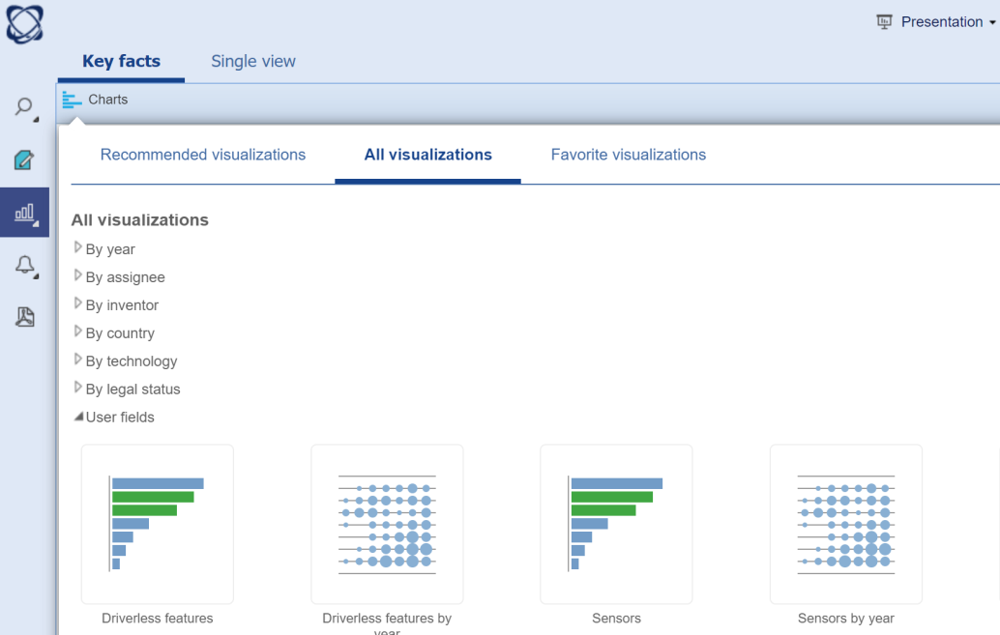 Presentation
Key facts
Single view
Charts
Recommended visualizations
All visualizations
Favorite visualizations
All visualizations
By year
By assignee
By inventor
By country
By technology
By legal status
User fields
Driverless features
Driverless features by
year
Sensors
Sensors by year